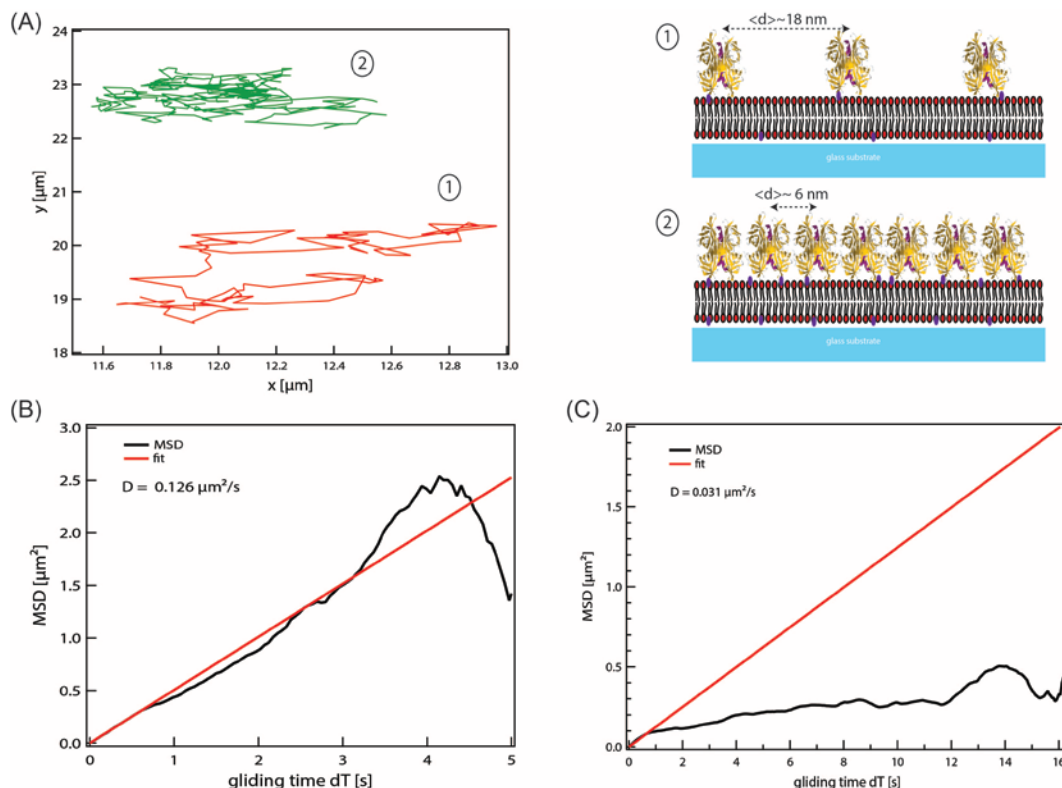 (A)
24
23
22
21
20
19
18
y [µm]
11.6
11.8
12.0
12.2
12.4
12.6
12.8
13.0
x [µm]
2
1
1
<d>~18 nm
glass substrate
2
<d>~ 6 nm
glass substrate
(B)
3.0
2.5
2.0
1.5
1.0
0.5
0.0
MSD [µm²]
MSD
fit
D = 0.126 µm²/s
0
1
2
3
4
5
gliding time dT [s]
(C)
2.0
1.5
1.0
0.5
0.0
MSD [µm²]
MSD
fit
D = 0.031 µm²/s
0
2
4
6
8
10
12
14
16
gliding time dT [s]